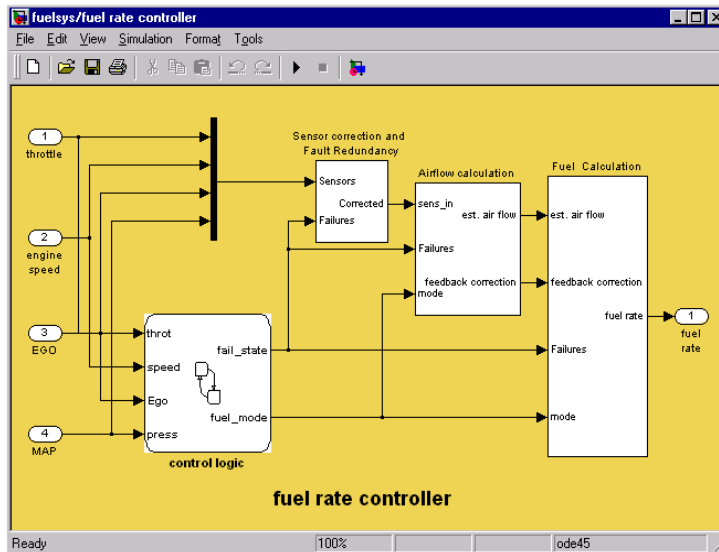 fuelsys/fuel rate controller
File Edit View Simulation Format Tools
1
throttle
2
engine
speed
3
EGO
4
MAP
Sensor correction and
Fault Redundancy
Sensors
Corrected
Failures
Airflow calculation
sens_in
est. air flow
Failures
feedback correction
mode
Fuel Calculation
est. air flow
feedback correction
fuel rate
Failures
mode
1
fuel
rate
throt
fail_state
speed
Ego
fuel_mode
press
control logic
fuel rate controller
Ready 100% ode45